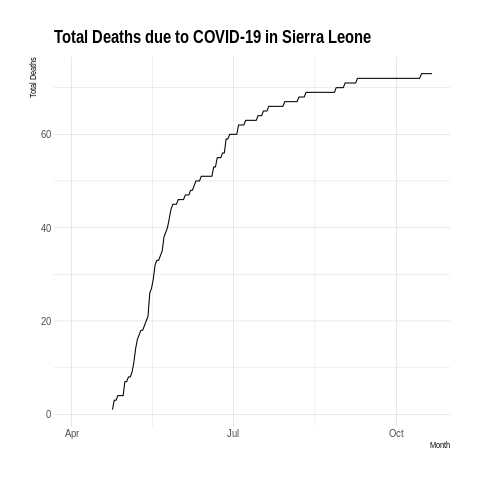 Total Deaths due to COVID-19 in Sierra Leone
Total Deaths
60
40
20
0
Apr
Jul
Oct
Month